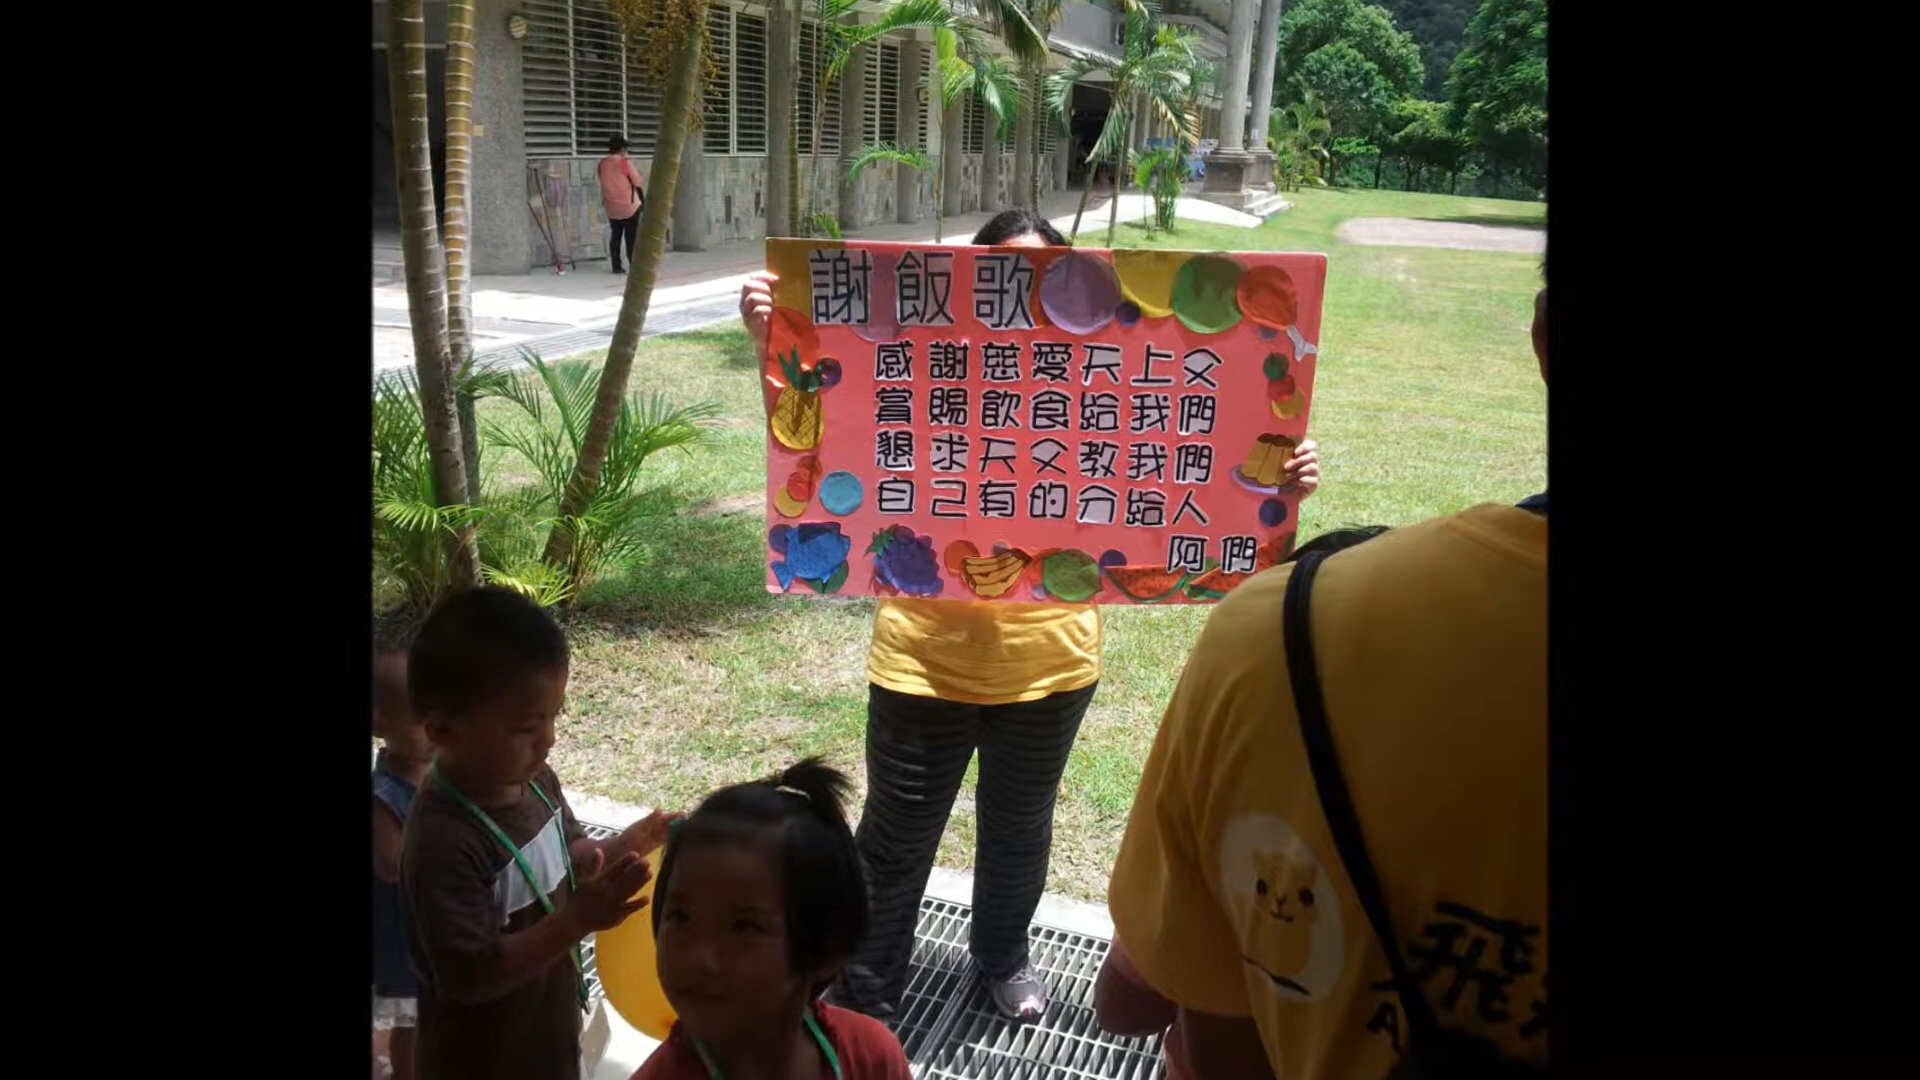 謝飯歌
感謝慈愛天上父
賞賜飲食給我們
懇求天父教我們
自己有的分給人
阿們
飛